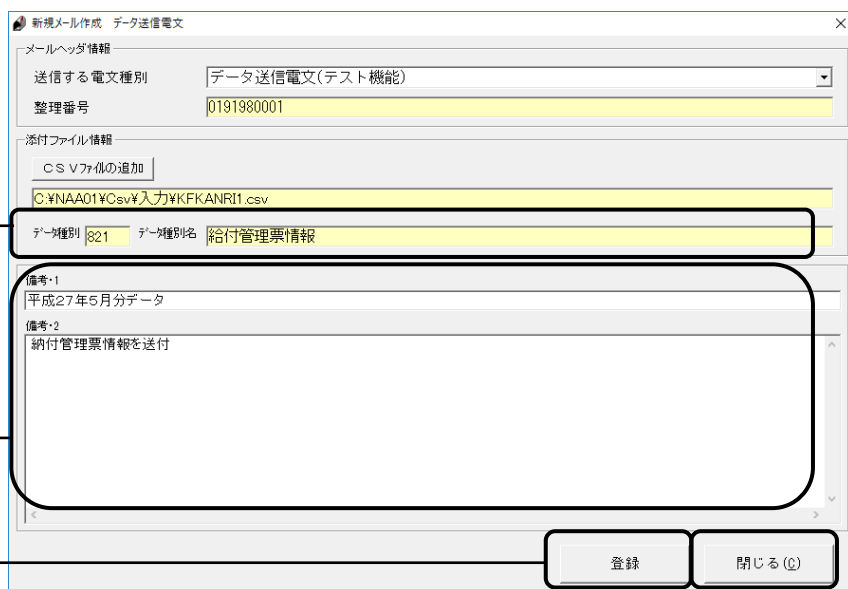 新規メール作成 データ送信電文
メールヘッダ情報
送信する電文種別 データ送信電文(テスト機能)
整理番号 0191980001
添付ファイル情報
ＣＳＶファイルの追加
C:¥NAA01¥Csv¥入力¥KFKANRI1.csv
データ種別 821 データ種別名 給付管理票情報
備考・1
平成27年5月分データ
備考・2
納付管理票情報を送付
登録 閉じる(C)